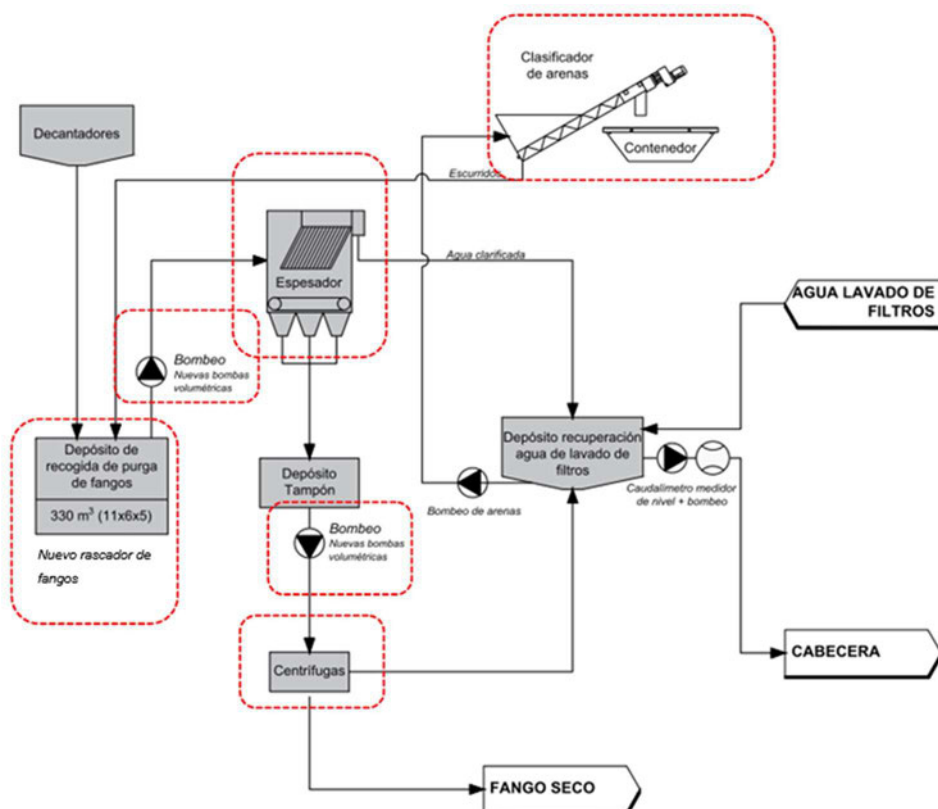 Clasificador
de arenas
Contenedor
Decantadores
Escurridos
Agua clarificada
Espesador
AGUA LAVADO DE
FILTROS
Bombeo
Nuevas bombas
volumétricas
Depósito de
recogida de purga
de fangos
330 m³ (11x6x5)
Nuevo rascador de
fangos
Depósito
Tampón
Bombeo
Nuevas bombas
volumétricas
Depósito recuperación
agua de lavado de
filtros
Bombeo de arenas
Caudalímetro medidor
de nivel + bombeo
Centrífugas
CABECERA
FANGO SECO